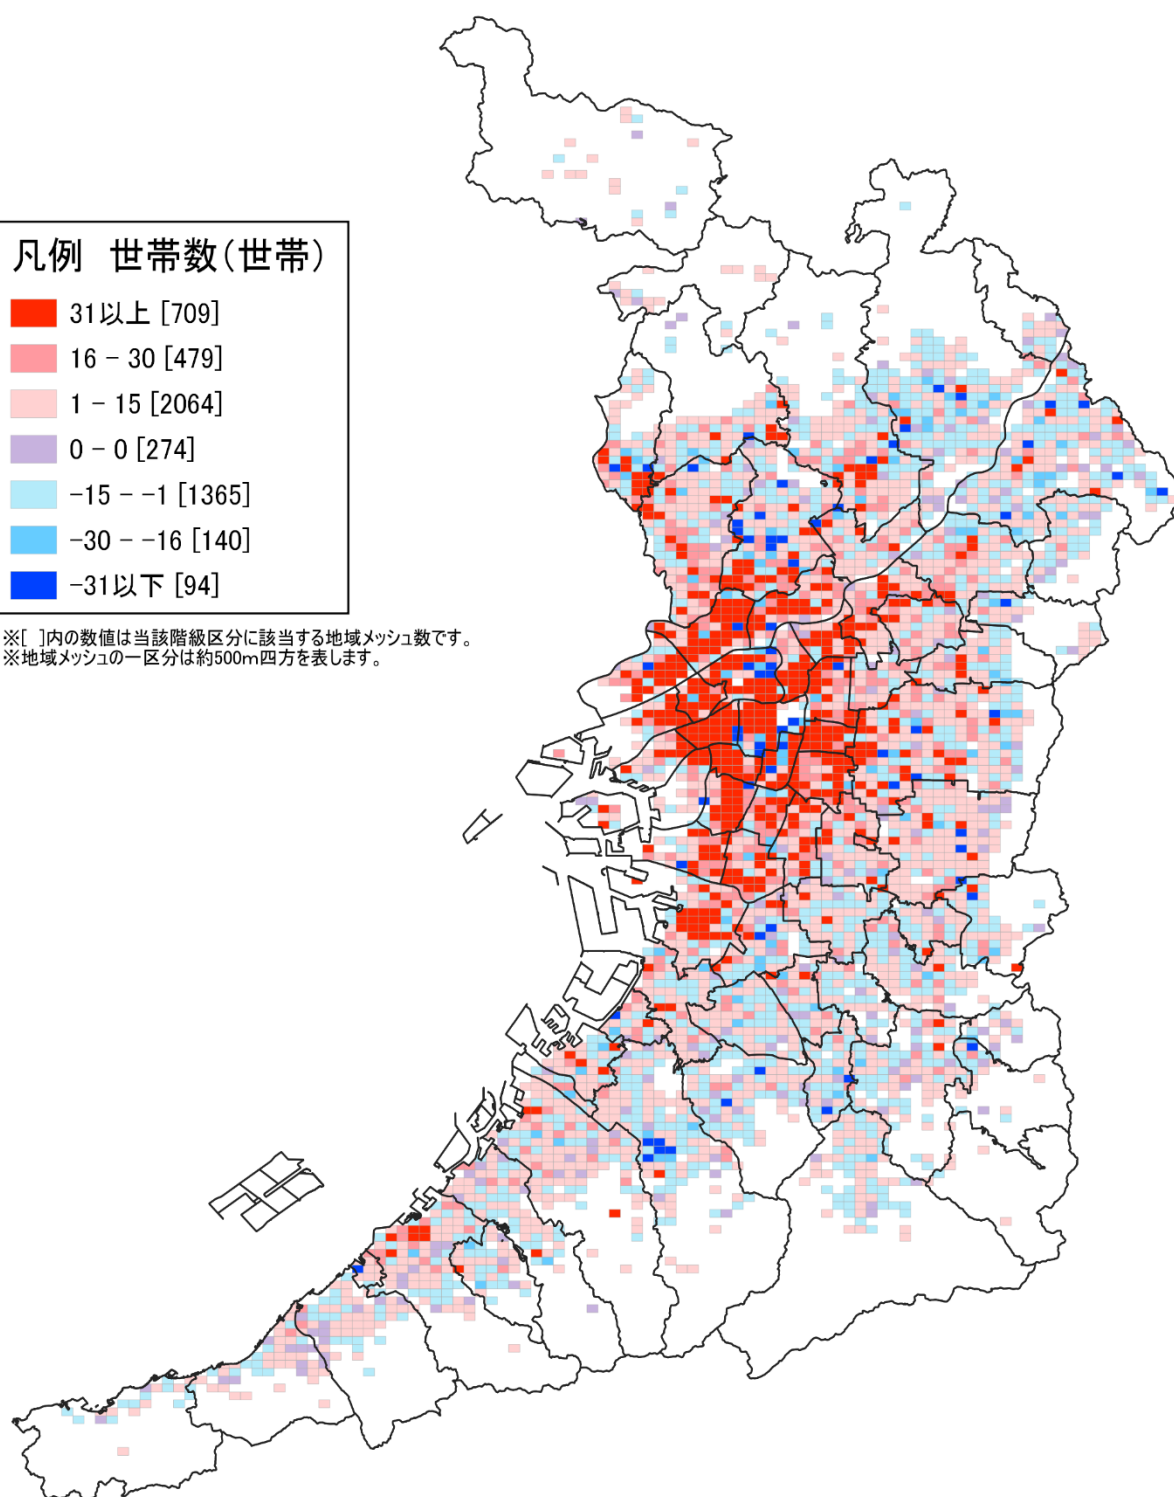 凡例　世帯数(世帯)
31以上 [709]
16 − 30 [479]
1 − 15 [2064]
0 − 0 [274]
−15 − −1 [1365]
−30 − −16 [140]
−31以下 [94]
※[　]内の数値は当該階級区分に該当する地域メッシュ数です。
※地域メッシュの一区分は約500m四方を表します。